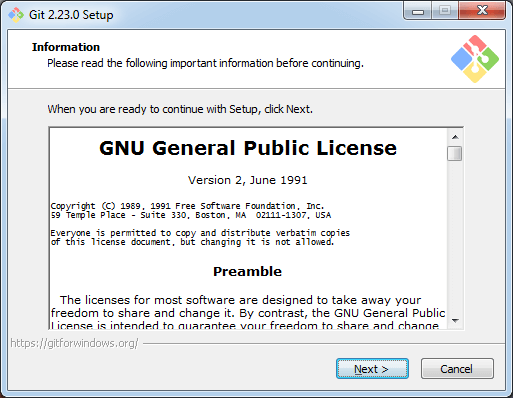 Git 2.23.0 Setup
Information
Please read the following important information before continuing.
When you are ready to continue with Setup, click Next.
GNU General Public License
Version 2, June 1991
Copyright (C) 1989, 1991 Free Software Foundation, Inc.
59 Temple Place - Suite 330, Boston, MA  02111-1307, USA
Everyone is permitted to copy and distribute verbatim copies
of this license document, but changing it is not allowed.
Preamble
The licenses for most software are designed to take away your
freedom to share and change it. By contrast, the GNU General Public
License is intended to guarantee your freedom to share and change
https://gitforwindows.org/
Next >
Cancel